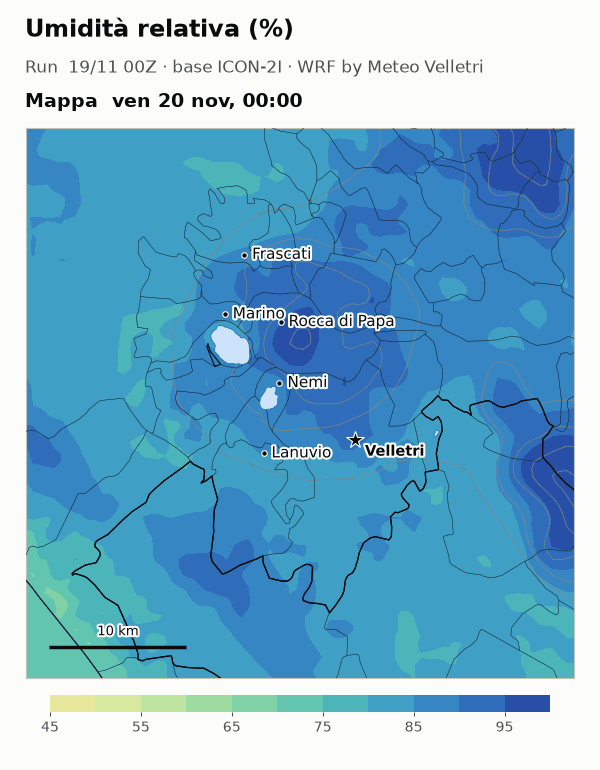 Umidità relativa (%)
Run  19/11 00Z · base ICON-2I · WRF by Meteo Velletri
Mappa  ven 20 nov, 00:00
Frascati
Marino
Rocca di Papa
Nemi
Velletri
Lanuvio
10 km
45 55 65 75 85 95